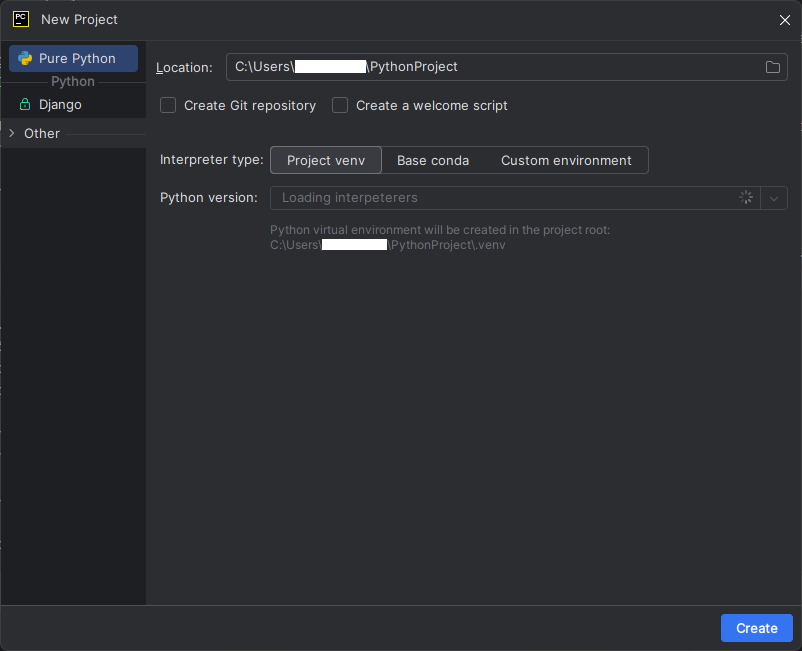 PC
New Project
Pure Python
Python
Django
Other
Location: C:\Users\ \PythonProject
Create Git repository Create a welcome script
Interpreter type: Project venv Base conda Custom environment
Python version: Loading interpeterers
Python virtual environment will be created in the project root:
C:\Users\ \PythonProject\.venv
Create